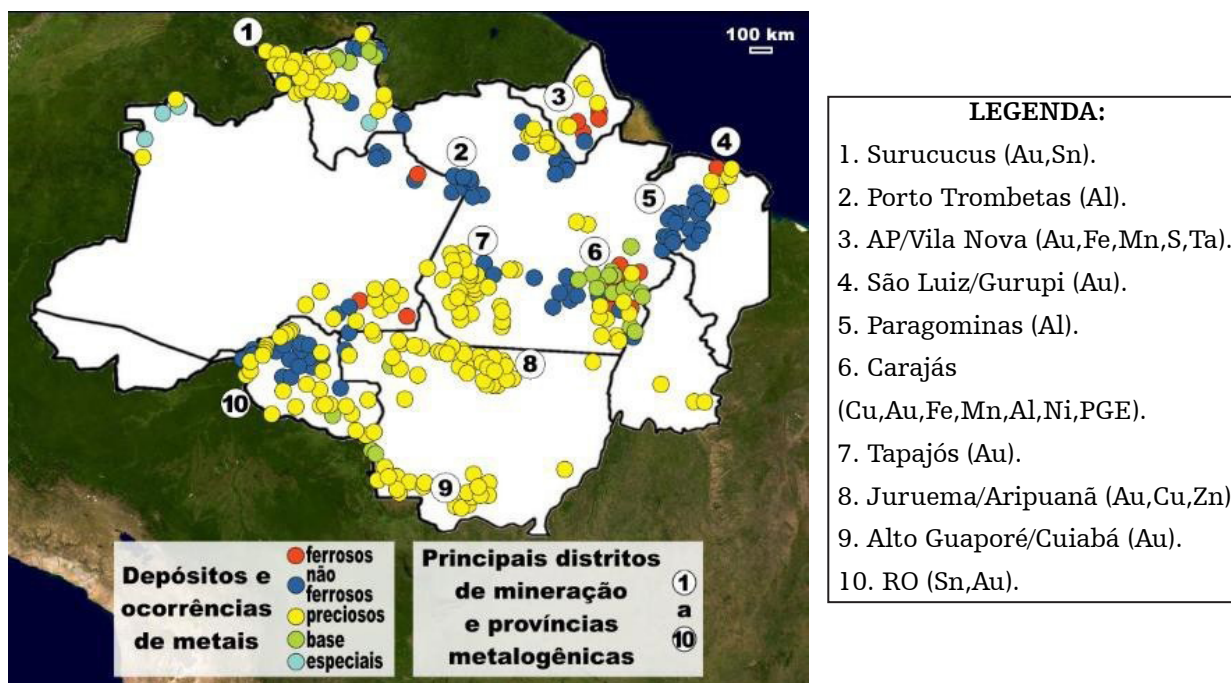 1
100 km
3
4
2
5
7
6
8
10
9
Depósitos e
ocorrências
de metais
ferrosos
não
ferrosos
preciosos
base
especiais
Principais distritos
de mineração
e províncias
metalogênicas
1
a
10
LEGENDA:
1. Surucucus (Au,Sn).
2. Porto Trombetas (Al).
3. AP/Vila Nova (Au,Fe,Mn,S,Ta).
4. São Luiz/Gurupi (Au).
5. Paragominas (Al).
6. Carajás
(Cu,Au,Fe,Mn,Al,Ni,PGE).
7. Tapajós (Au).
8. Juruema/Aripuanã (Au,Cu,Zn)
9. Alto Guaporé/Cuiabá (Au).
10. RO (Sn,Au).